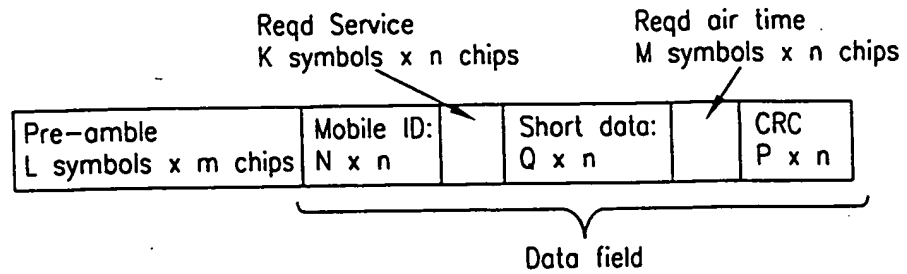 Reqd Service
K symbols x n chips
Reqd air time
M symbols x n chips
Pre-amble
L symbols x m chips
Mobile ID:
N x n
Short data:
Q x n
CRC
P x n
Data field